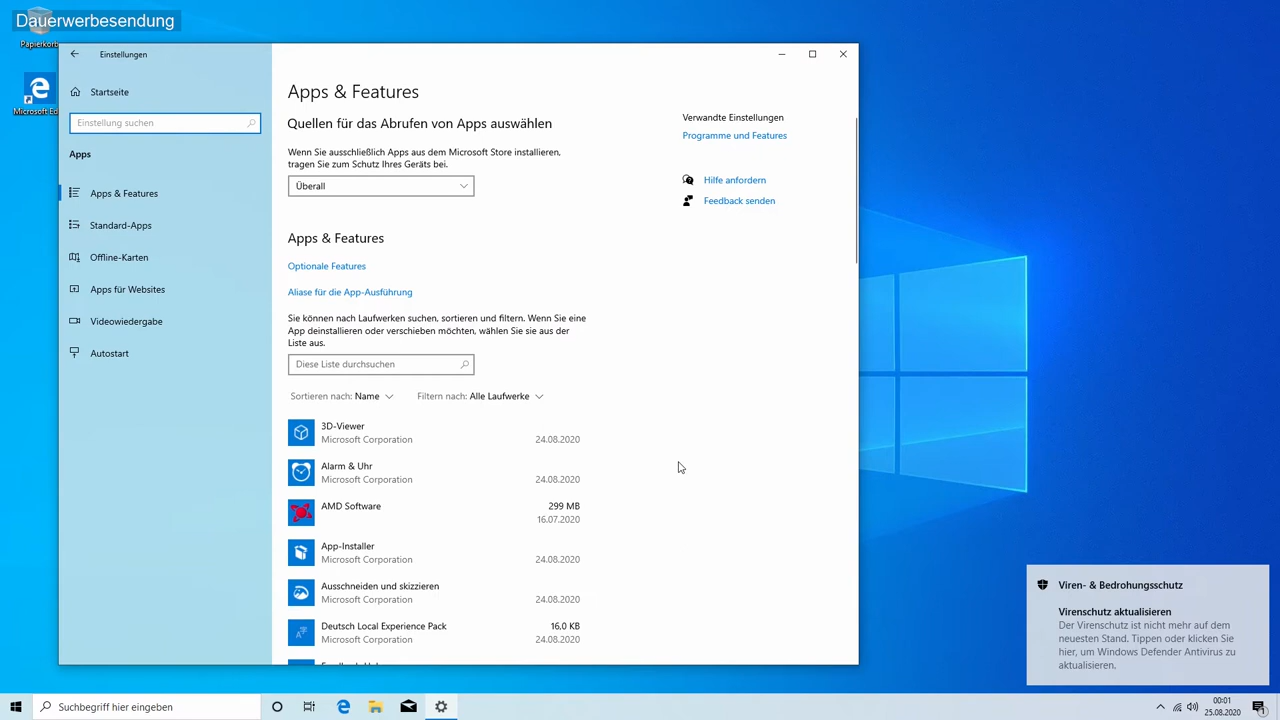 Dauerwerbesendung
Papierkorb
Microsoft Ed
Einstellungen
Startseite
Einstellung suchen
Apps
Apps & Features
Standard-Apps
Offline-Karten
Apps für Websites
Videowiedergabe
Autostart
Apps & Features
Quellen für das Abrufen von Apps auswählen
Wenn Sie ausschließlich Apps aus dem Microsoft Store installieren,
tragen Sie zum Schutz Ihres Geräts bei.
Überall
Apps & Features
Optionale Features
Aliase für die App-Ausführung
Sie können nach Laufwerken suchen, sortieren und filtern. Wenn Sie eine
App deinstallieren oder verschieben möchten, wählen Sie sie aus der
Liste aus.
Diese Liste durchsuchen
Sortieren nach: Name Filtern nach: Alle Laufwerke
3D-Viewer
Microsoft Corporation 24.08.2020
Alarm & Uhr
Microsoft Corporation 24.08.2020
AMD Software 299 MB
16.07.2020
App-Installer
Microsoft Corporation 24.08.2020
Ausschneiden und skizzieren
Microsoft Corporation 24.08.2020
Deutsch Local Experience Pack 16,0 KB
Microsoft Corporation 24.08.2020
Verwandte Einstellungen
Programme und Features
Hilfe anfordern
Feedback senden
Viren- & Bedrohungsschutz
Virenschutz aktualisieren
Der Virenschutz ist nicht mehr auf dem
neuesten Stand. Tippen oder klicken Sie
hier, um Windows Defender Antivirus zu
aktualisieren.
Suchbegriff hier eingeben
00:01
25.08.2020
1